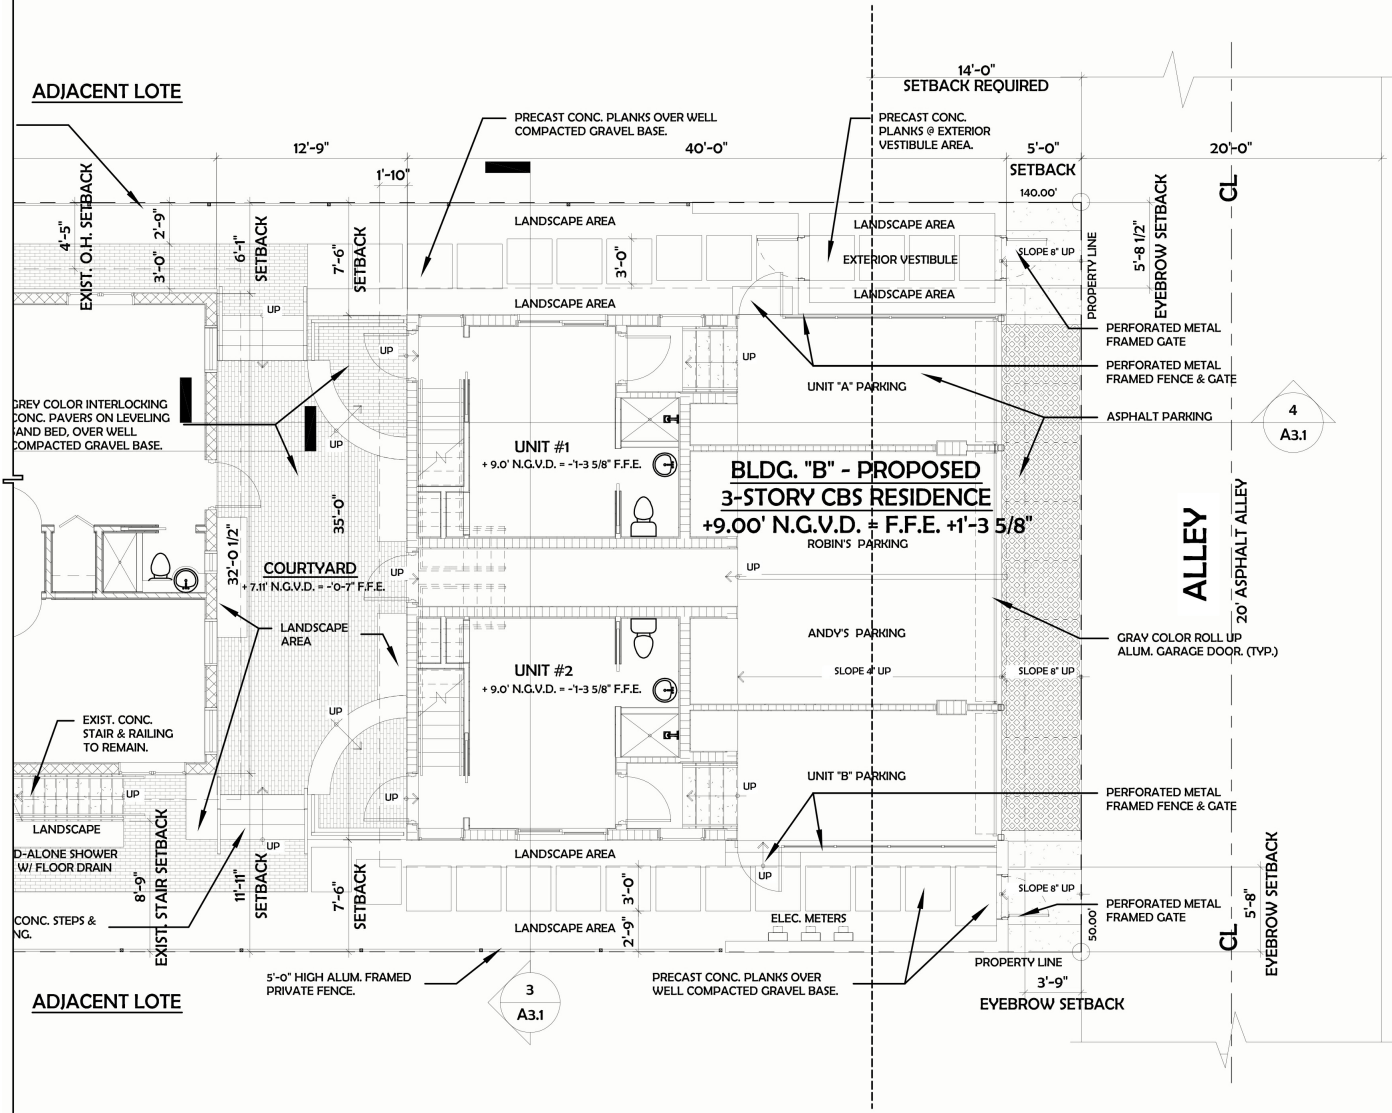 14'-0"
SETBACK REQUIRED
ADJACENT LOTE
PRECAST CONC. PLANKS OVER WELL
COMPACTED GRAVEL BASE.
PRECAST CONC.
PLANKS @ EXTERIOR
VESTIBULE AREA.
12'-9"
40'-0"
5'-0"
SETBACK
20'-0"
1'-10"
140.00'
CL
EXIST. O.H. SETBACK
4'-5"
2'-9"
3'-0"
6'-1"
SETBACK
7'-6"
SETBACK
LANDSCAPE AREA
3'-0"
LANDSCAPE AREA
LANDSCAPE AREA
EXTERIOR VESTIBULE
LANDSCAPE AREA
SLOPE 8" UP
PROPERTY LINE
5'-8 1/2"
EYEBROW SETBACK
UP
PERFORATED METAL
FRAMED GATE
UP
UP
PERFORATED METAL
FRAMED FENCE & GATE
UNIT "A" PARKING
GREY COLOR INTERLOCKING
CONC. PAVERS ON LEVELING
SAND BED, OVER WELL
COMPACTED GRAVEL BASE.
ASPHALT PARKING
4
A3.1
UP
UNIT #1
+ 9.0' N.G.V.D. = -'1-3 5/8" F.F.E.
BLDG. "B" - PROPOSED
3-STORY CBS RESIDENCE
+9.00' N.G.V.D. = F.F.E. +1'-3 5/8"
ROBIN'S PARKING
35'-0"
32'-0 1/2"
COURTYARD
+ 7.11' N.G.V.D. = -'0-7" F.F.E.
UP
UP
ALLEY
20' ASPHALT ALLEY
LANDSCAPE
AREA
ANDY'S PARKING
GRAY COLOR ROLL UP
ALUM. GARAGE DOOR. (TYP.)
UNIT #2
+ 9.0' N.G.V.D. = -'1-3 5/8" F.F.E.
SLOPE 4" UP
SLOPE 8" UP
UP
EXIST. CONC.
STAIR & RAILING
TO REMAIN.
UNIT "B" PARKING
UP
UP
UP
PERFORATED METAL
FRAMED FENCE & GATE
LANDSCAPE
UP
D-ALONE SHOWER
W/ FLOOR DRAIN
LANDSCAPE AREA
8'-9"
EXIST. STAIR SETBACK
11'-11"
SETBACK
7'-6"
SETBACK
3'-0"
2'-9"
UP
SLOPE 8" UP
50.00'
PERFORATED METAL
FRAMED GATE
5'-8"
EYEBROW SETBACK
CONC. STEPS &
NG.
LANDSCAPE AREA
ELEC. METERS
CL
PROPERTY LINE
5'-0" HIGH ALUM. FRAMED
PRIVATE FENCE.
PRECAST CONC. PLANKS OVER
WELL COMPACTED GRAVEL BASE.
3'-9"
EYEBROW SETBACK
ADJACENT LOTE
3
A3.1